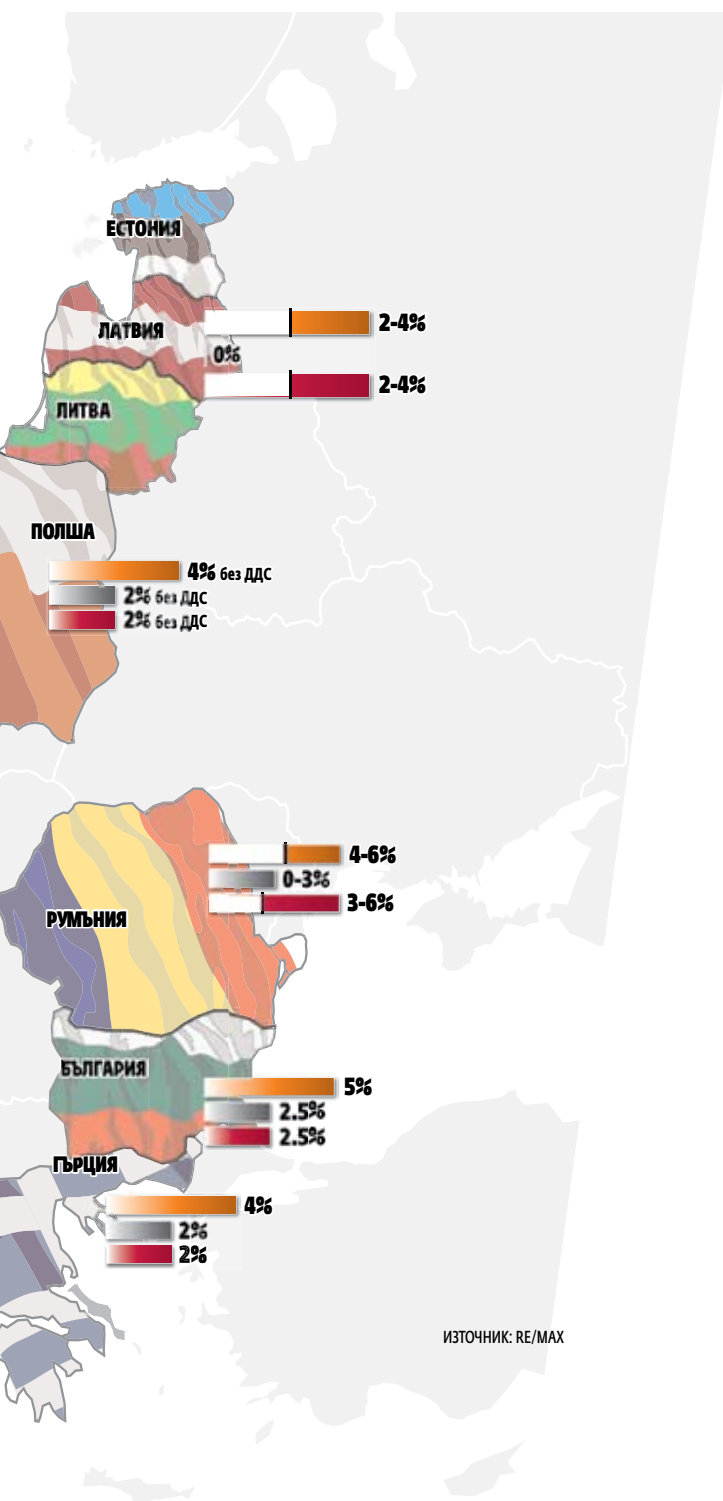 ЕСТОНИЯ
ЛАТВИЯ
2-4%
0%
2-4%
ЛИТВА
ПОЛША
4% без ДДС
2% без ДДС
2% без ДДС
4-6%
0-3%
3-6%
РУМЪНИЯ
БЪЛГАРИЯ
5%
2.5%
2.5%
ГЪРЦИЯ
4%
2%
2%
ИЗТОЧНИК: RE/MAX